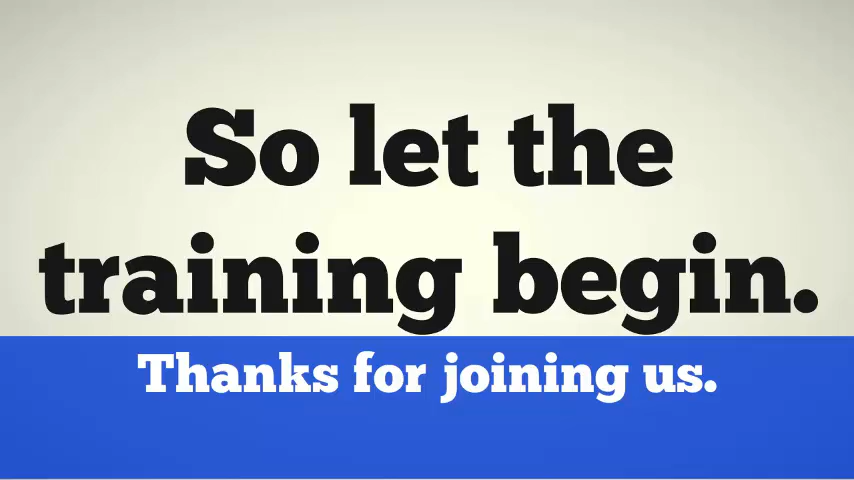 So let the
training begin.
Thanks for joining us.